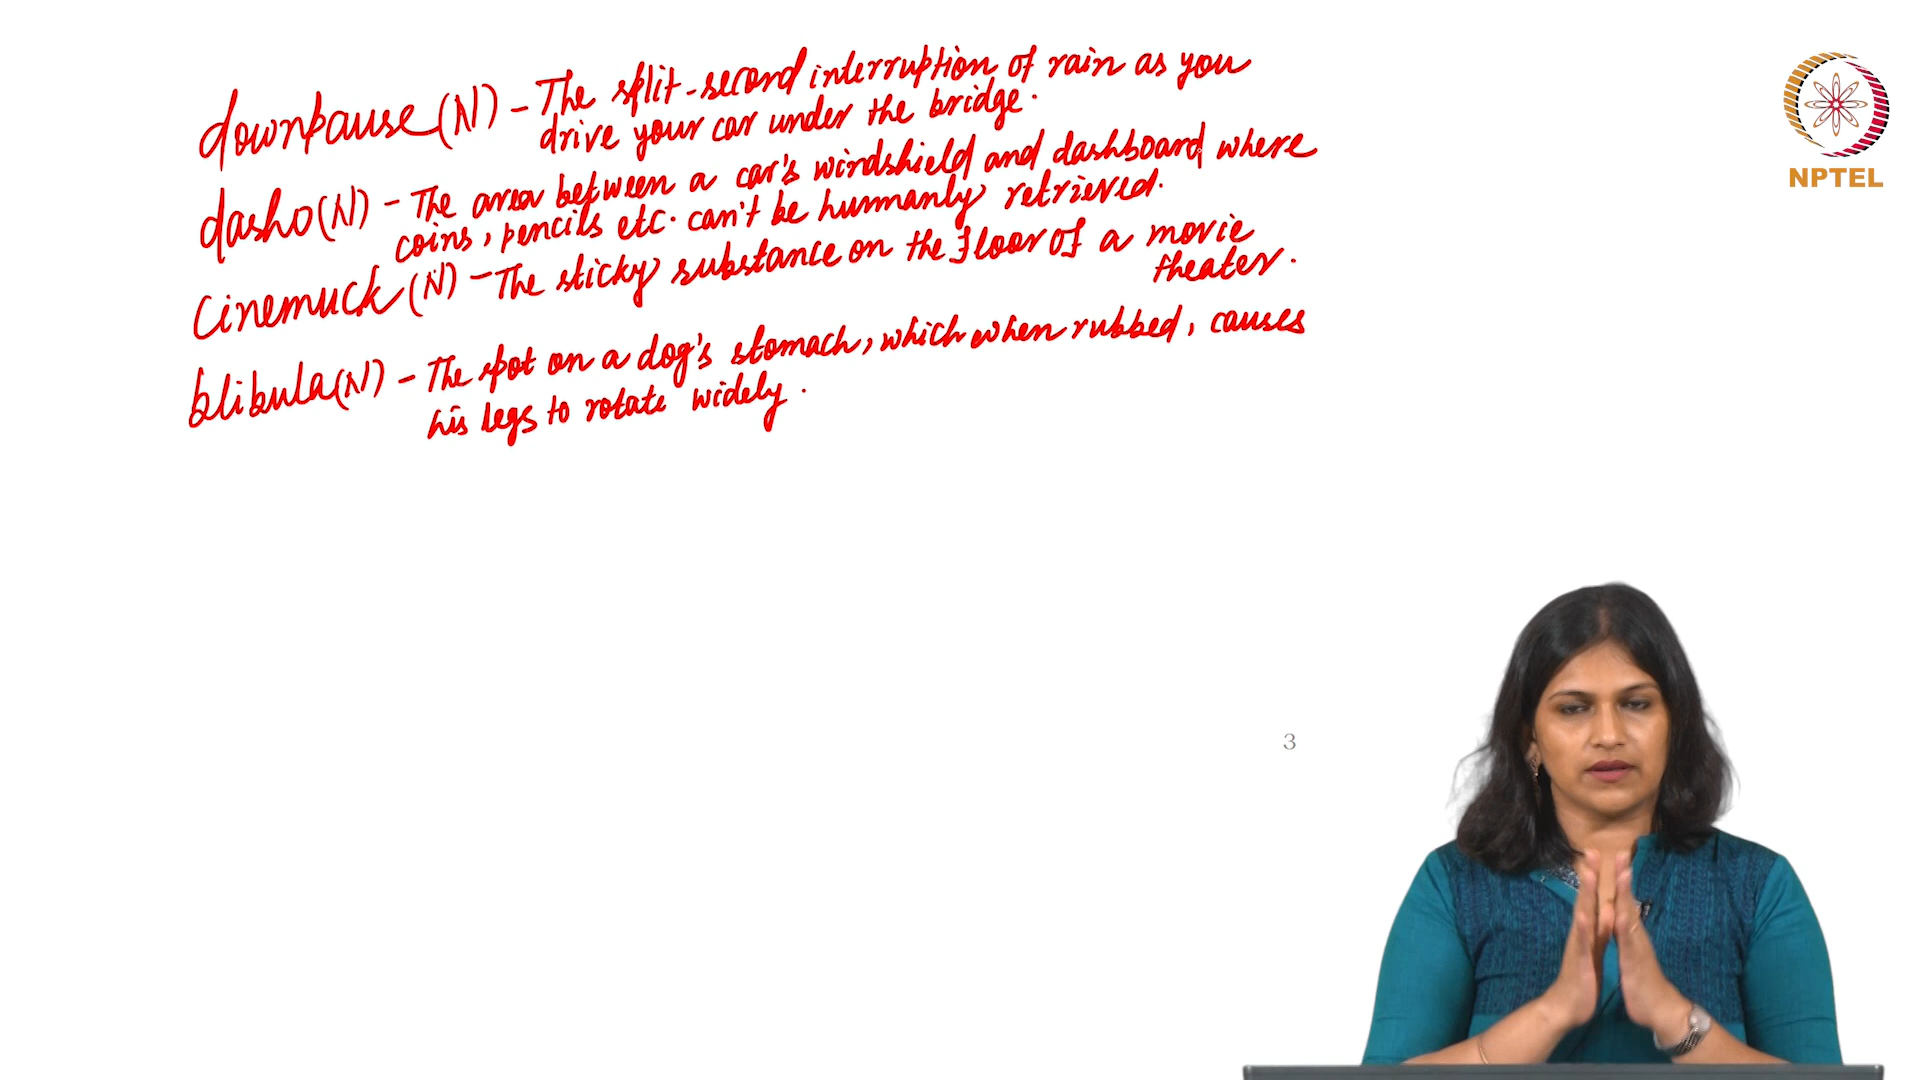 downpause (N) - The split-second interruption of rain as you
drive your car under the bridge.
dasho (N) - The area between a car's windshield and dashboard, where
coins, pencils etc. can't be humanly retrieved.
cinemuck (N) - The sticky substance on the floor of a movie
theater.
blibula (N) - The spot on a dog's stomach, which when rubbed, causes
his legs to rotate widely.
NPTEL
3